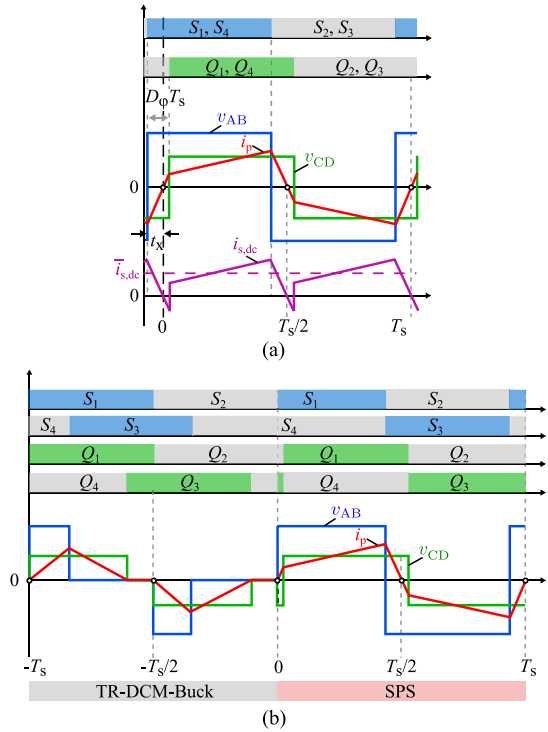 S1, S4 S2, S3
Q1, Q4 Q2, Q3
DφTs
vAB
ip
vCD
0
tx
is,dc
i̅s,dc
0
0 Ts/2 Ts
(a)
S1 S2 S1 S2
S4 S3 S4 S3
Q1 Q2 Q1 Q2
Q4 Q3 Q4 Q3
vAB
ip
vCD
0
-Ts -Ts/2 0 Ts/2 Ts
TR-DCM-Buck SPS
(b)